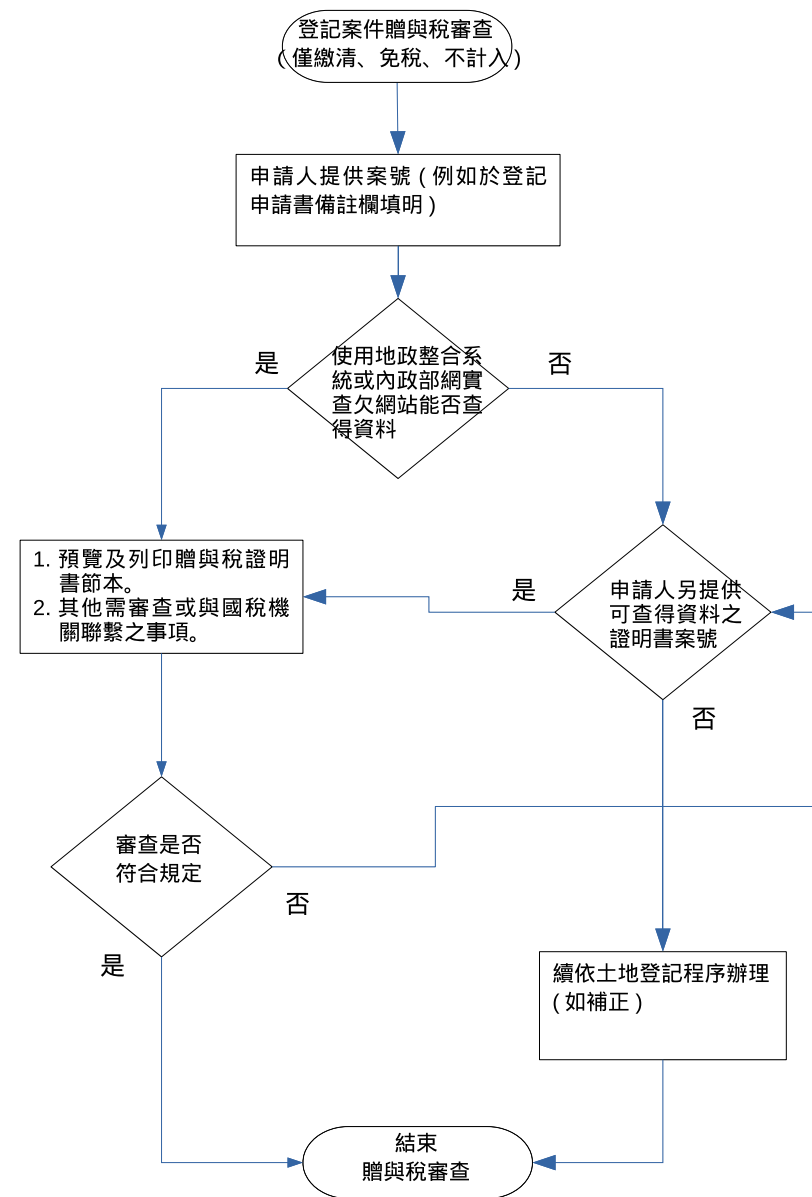 登記案件贈與稅審查
(僅繳清、免稅、不計入)
申請人提供案號(例如於登記
申請書備註欄填明)
是
否
使用地政整合系
統或內政部網實
查欠網站能否查
得資料
1. 預覽及列印贈與稅證明
書節本。
2. 其他需審查或與國稅機
關聯繫之事項。
是
申請人另提供
可查得資料之
證明書案號
否
審查是否
符合規定
否
是
續依土地登記程序辦理
(如補正)
結束
贈與稅審查